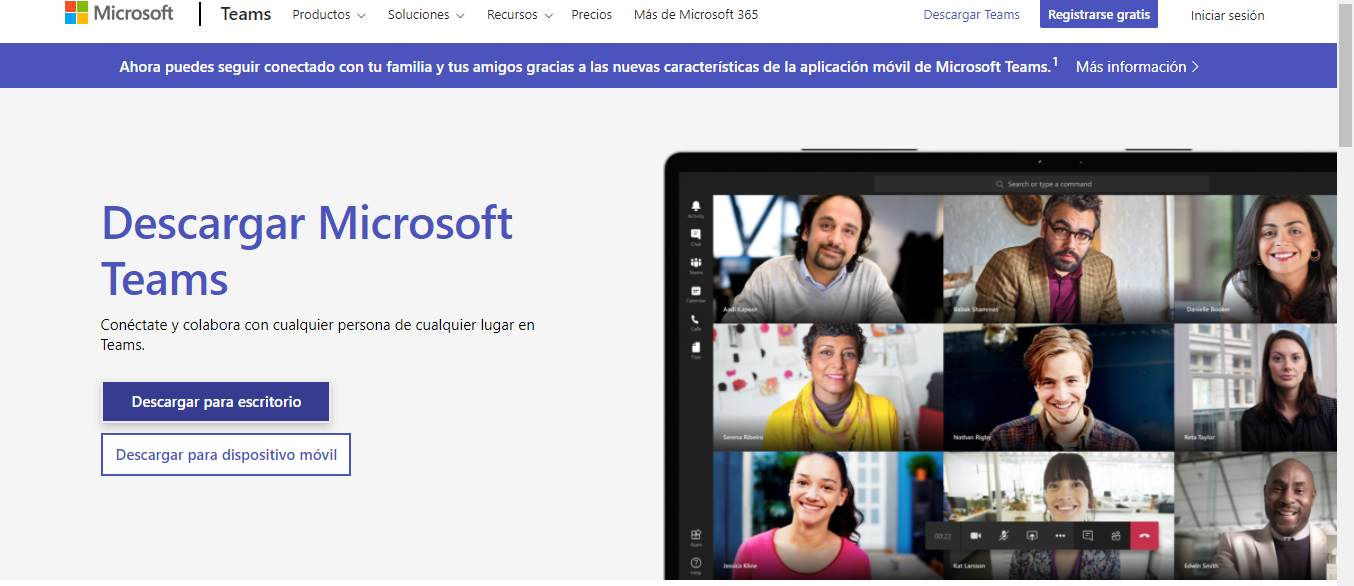 Microsoft
Teams
Productos
Soluciones
Recursos
Precios
Más de Microsoft 365
Descargar Teams
Registrarse gratis
Iniciar sesión
Ahora puedes seguir conectado con tu familia y tus amigos gracias a las nuevas características de la aplicación móvil de Microsoft Teams.1
Más información
Descargar Microsoft
Teams
Conéctate y colabora con cualquier persona de cualquier lugar en
Teams.
Descargar para escritorio
Descargar para dispositivo móvil
Search or type a command
Activity
Chat
Teams
Calendar
Calls
Files
Apps
Help
Aadi Kapoor
Babak Shammas
Danielle Booker
Serena Ribeiro
Nathan Rigby
Reta Taylor
00:22
Jessica Kline
Kat Larsson
Edwin Smith